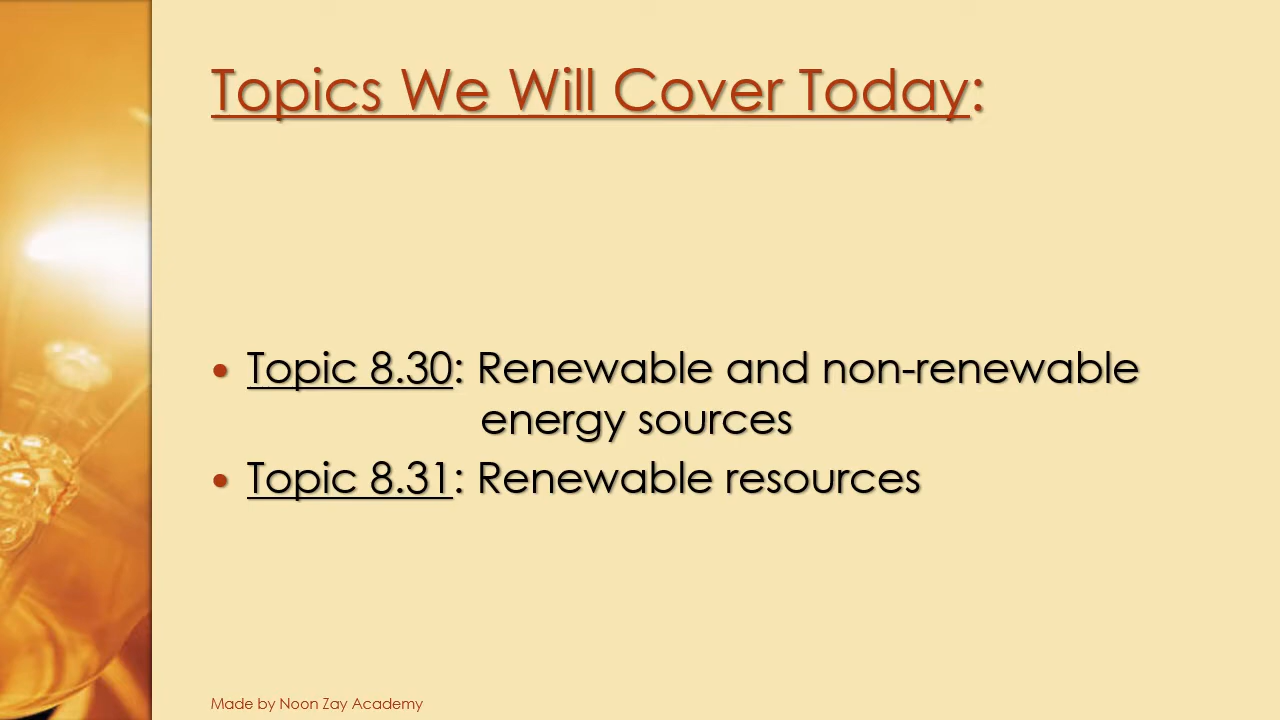 Topics We Will Cover Today:
• Topic 8.30: Renewable and non-renewable
energy sources
• Topic 8.31: Renewable resources
Made by Noon Zay Academy